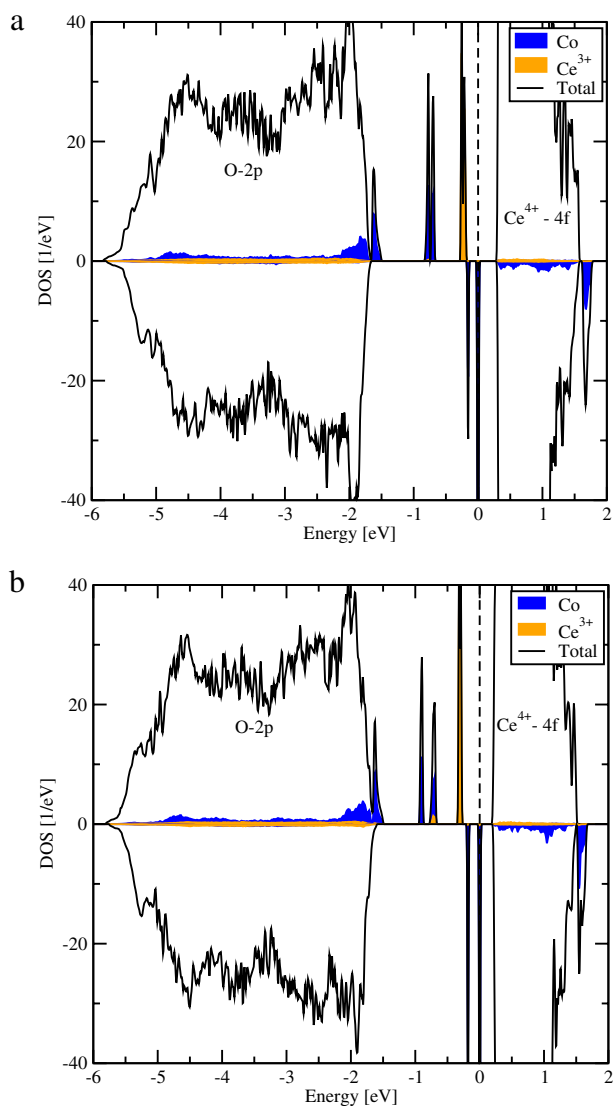 a
40
20
0
-20
-40
DOS [1/eV]
Co
Ce³⁺
Total
O-2p
Ce⁴⁺ - 4f
-6 -5 -4 -3 -2 -1 0 1 2
Energy [eV]
b
40
20
0
-20
-40
DOS [1/eV]
Co
Ce³⁺
Total
O-2p
Ce⁴⁺ - 4f
-6 -5 -4 -3 -2 -1 0 1 2
Energy [eV]